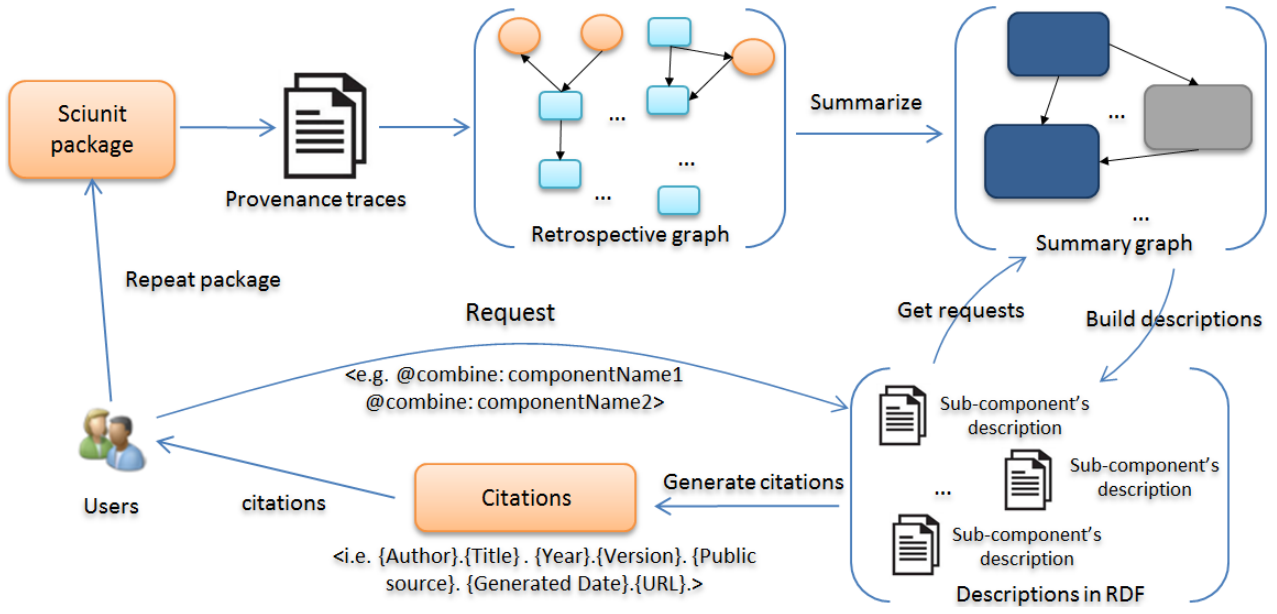 Sciunit
package
Provenance traces
...
...
...
Retrospective graph
Summarize
...
...
Summary graph
Repeat package
Request
Get requests
Build descriptions
<e.g. @combine: componentName1
@combine: componentName2>
Sub-component's
description
Sub-component's
description
...
Sub-component's
description
Descriptions in RDF
Generate citations
Citations
citations
Users
<i.e. {Author}.{Title} . {Year}.{Version}. {Public
source}. {Generated Date}.{URL}.>